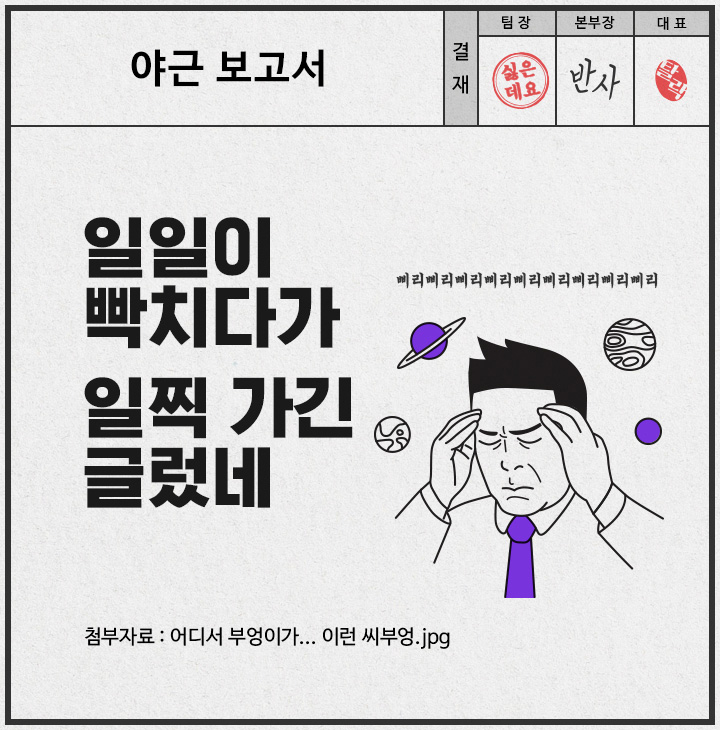 야근 보고서
결재
팀 장
본부장
대 표
싫은데요
반사
콜락
일일이
빡치다가
일찍 가긴
글렀네
삐리삐리삐리삐리삐리삐리삐리삐리삐리
첨부자료 : 어디서 부엉이가... 이런 씨부엉.jpg